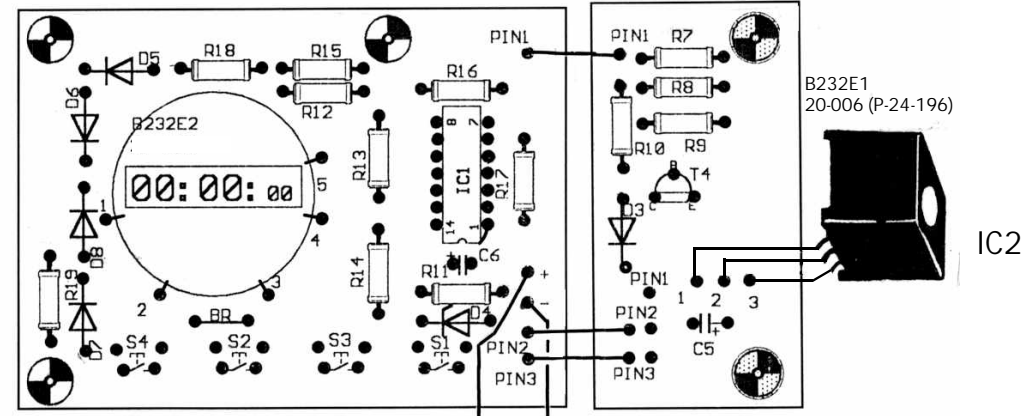 D5
R18
R15
R12
D6
B232E2
00:00:00
1
2
3
4
5
D8
R19
D7
BR
S4
S2
S3
S1
R13
R14
R16
8
7
IC1
14
1
R17
+
C6
R11
D4
+
-
PIN1
PIN2
PIN3
PIN1
R7
R8
R9
R10
T4
B
C
E
D3
PIN1
1
2
3
PIN2
C5
+
PIN3
B232E1
20-006 (P-24-196)
IC2